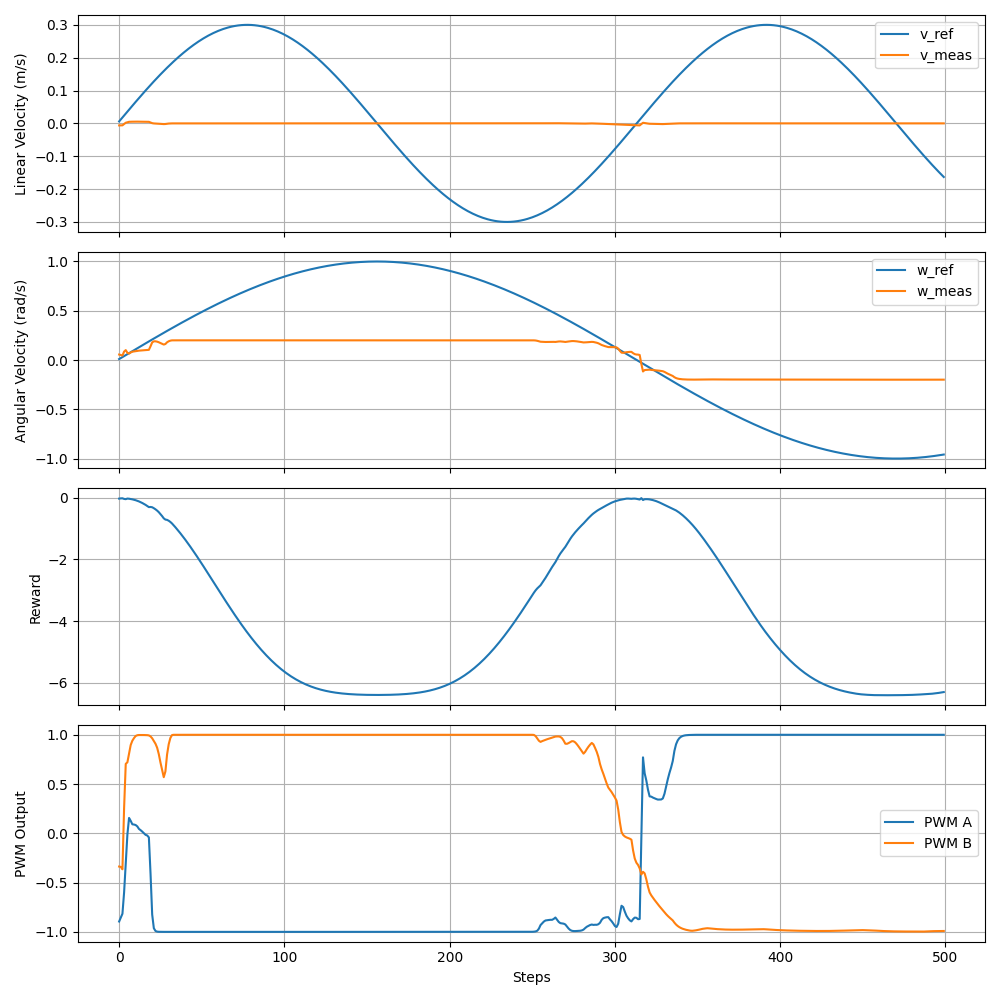 Linear Velocity (m/s)
0.3
0.2
0.1
0.0
−0.1
−0.2
−0.3
v_ref
v_meas
Angular Velocity (rad/s)
1.0
0.5
0.0
−0.5
−1.0
w_ref
w_meas
Reward
0
−2
−4
−6
PWM Output
1.0
0.5
0.0
−0.5
−1.0
PWM A
PWM B
0 100 200 300 400 500
Steps